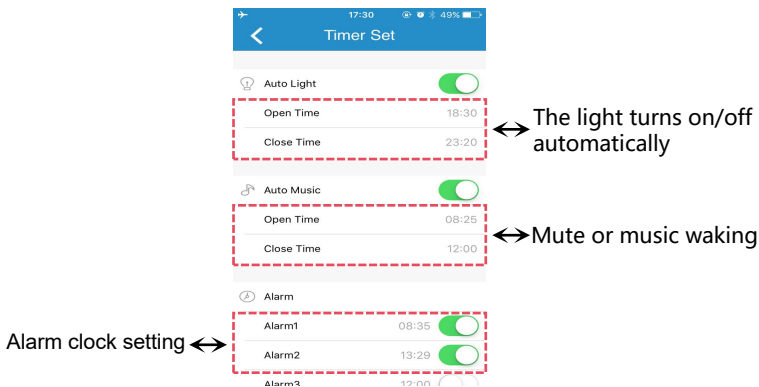 17:30 49%
Timer Set
Auto Light
Open Time 18:30
Close Time 23:20
The light turns on/off
automatically
Auto Music
Open Time 08:25
Close Time 12:00
Mute or music waking
Alarm
Alarm1 08:35
Alarm clock setting
Alarm2 13:29
Alarm3 12:00